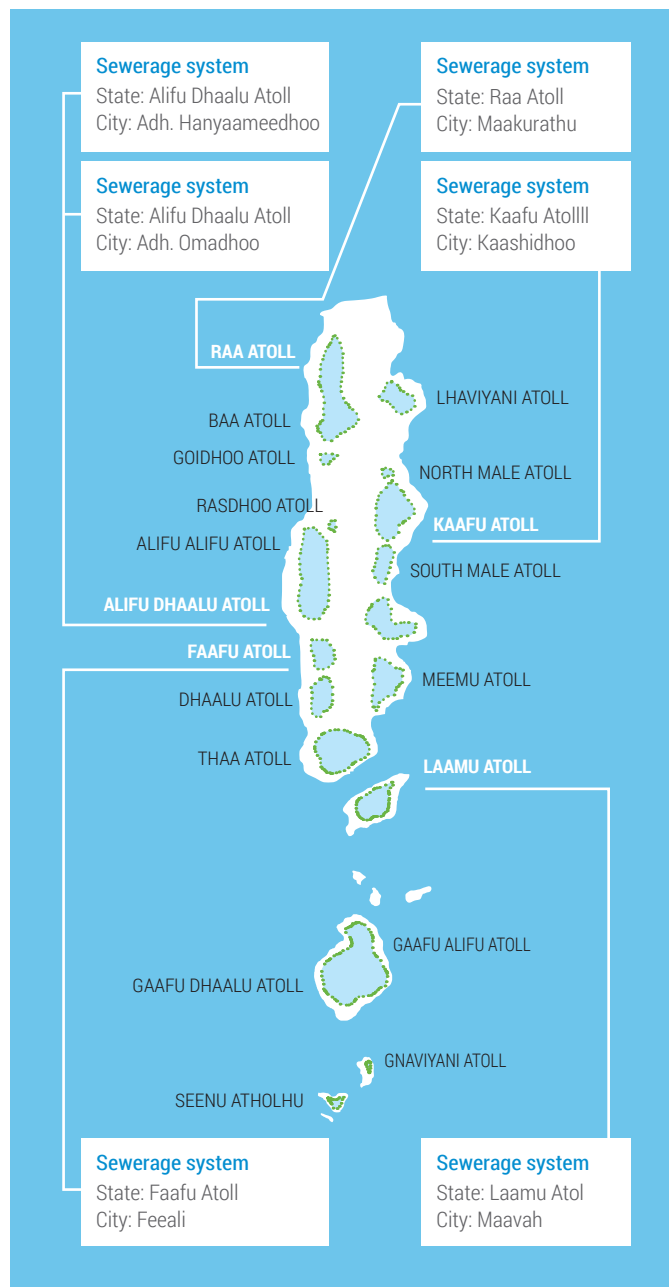 Sewerage system
State: Alifu Dhaalu Atoll
City: Adh. Hanyaameedhoo
Sewerage system
State: Raa Atoll
City: Maakurathu
Sewerage system
State: Alifu Dhaalu Atoll
City: Adh. Omadhoo
Sewerage system
State: Kaafu Atollll
City: Kaashidhoo
RAA ATOLL
LHAVIYANI ATOLL
BAA ATOLL
GOIDHOO ATOLL
NORTH MALE ATOLL
RASDHOO ATOLL
KAAFU ATOLL
ALIFU ALIFU ATOLL
SOUTH MALE ATOLL
ALIFU DHAALU ATOLL
FAAFU ATOLL
MEEMU ATOLL
DHAALU ATOLL
THAA ATOLL
LAAMU ATOLL
GAAFU ALIFU ATOLL
GAAFU DHAALU ATOLL
GNAVIYANI ATOLL
SEENU ATHOLHU
Sewerage system
State: Faafu Atoll
City: Feeali
Sewerage system
State: Laamu Atol
City: Maavah